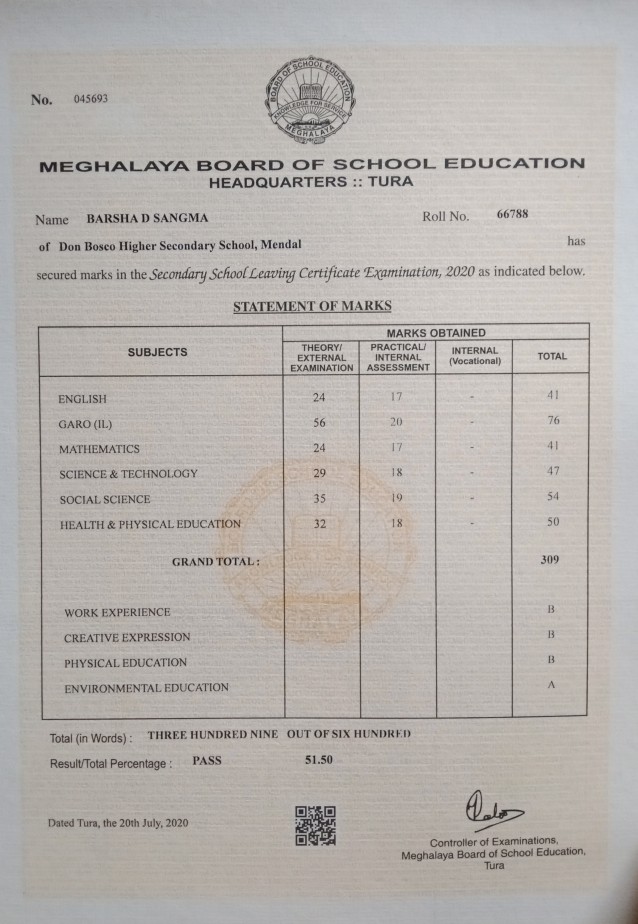 BOARD OF SCHOOL EDUCATION
KNOWLEDGE FOR SERVICE
MEGHALAYA
No. 045693
MEGHALAYA BOARD OF SCHOOL EDUCATION
HEADQUARTERS :: TURA
Name BARSHA D SANGMA Roll No. 66788
of Don Bosco Higher Secondary School, Mendal has
secured marks in the Secondary School Leaving Certificate Examination, 2020 as indicated below.
STATEMENT OF MARKS
SUBJECTS
MARKS OBTAINED
THEORY/ EXTERNAL EXAMINATION
PRACTICAL/ INTERNAL ASSESSMENT
INTERNAL (Vocational)
TOTAL
ENGLISH 24 17 - 41
GARO (IL) 56 20 - 76
MATHEMATICS 24 17 - 41
SCIENCE & TECHNOLOGY 29 18 - 47
SOCIAL SCIENCE 35 19 - 54
HEALTH & PHYSICAL EDUCATION 32 18 - 50
GRAND TOTAL : 309
WORK EXPERIENCE B
CREATIVE EXPRESSION B
PHYSICAL EDUCATION B
ENVIRONMENTAL EDUCATION A
Total (in Words) : THREE HUNDRED NINE OUT OF SIX HUNDRED
Result/Total Percentage : PASS 51.50
Dated Tura, the 20th July, 2020
Controller of Examinations,
Meghalaya Board of School Education,
Tura